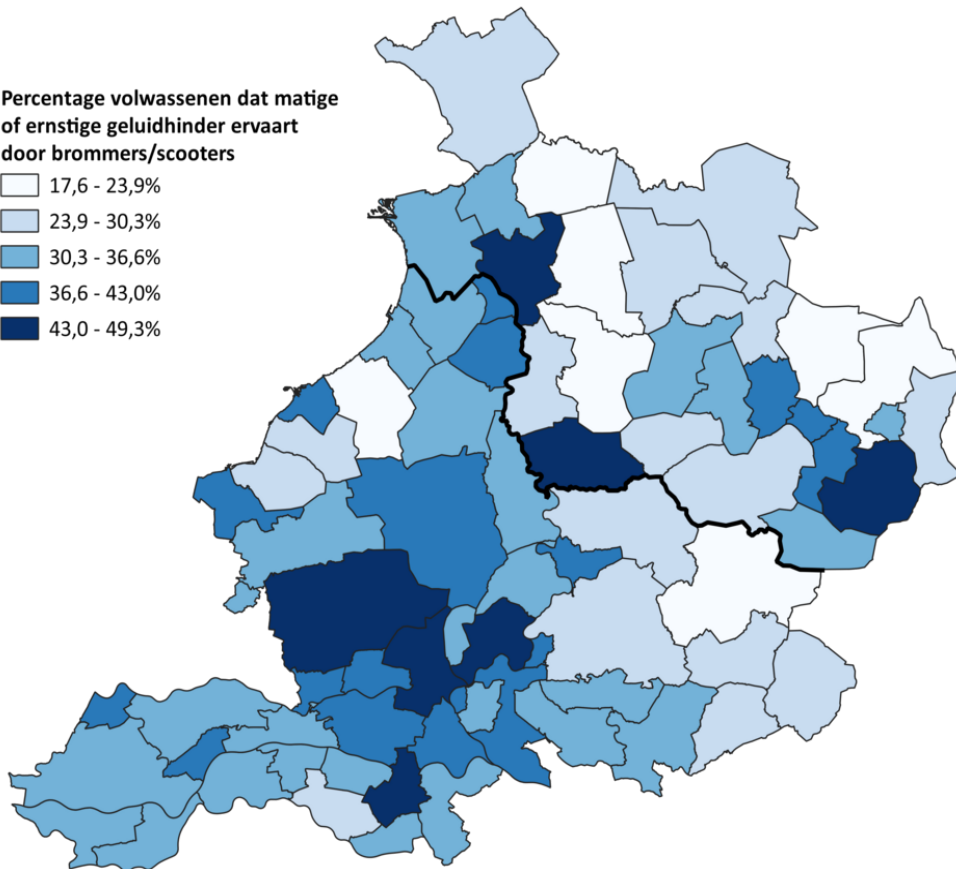 Percentage volwassenen dat matige
of ernstige geluidhinder ervaart
door brommers/scooters
17,6 - 23,9%
23,9 - 30,3%
30,3 - 36,6%
36,6 - 43,0%
43,0 - 49,3%